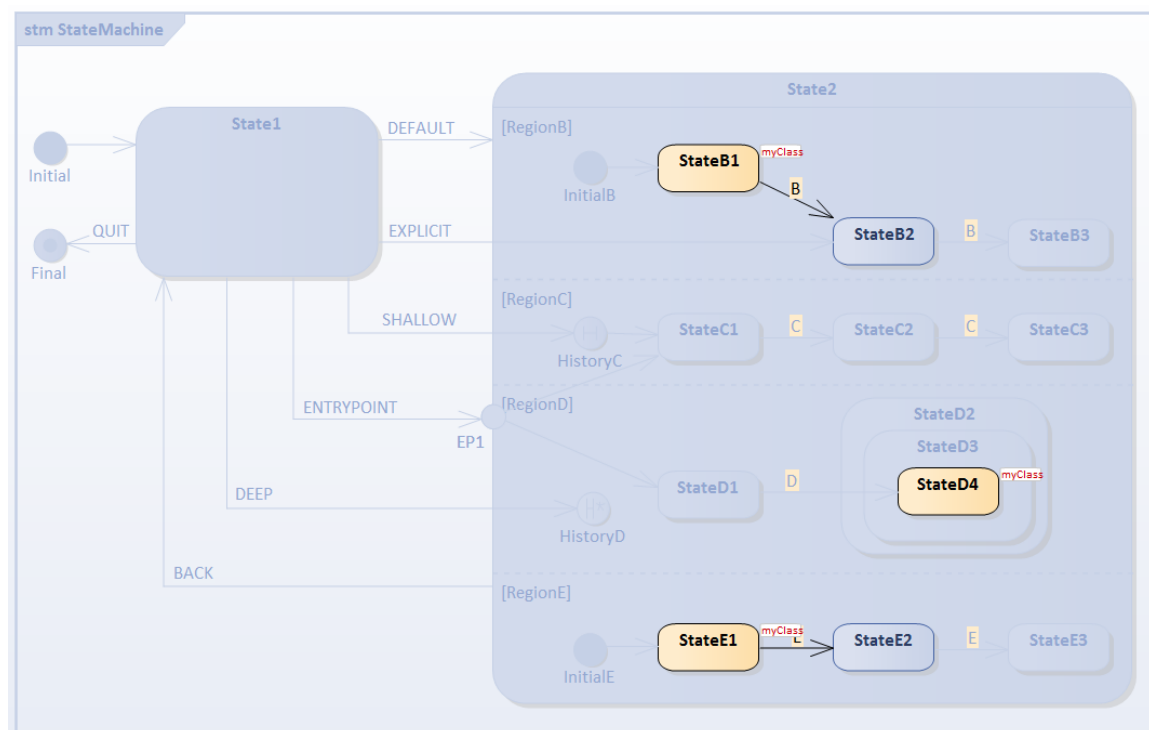 stm StateMachine
State2
State1
DEFAULT
[RegionB]
Initial
StateB1
myClass
B
InitialB
QUIT
EXPLICIT
StateB2
B
StateB3
Final
[RegionC]
SHALLOW
HistoryC
StateC1
C
StateC2
C
StateC3
ENTRYPOINT
[RegionD]
EP1
StateD2
StateD3
StateD1
D
StateD4
myClass
DEEP
HistoryD
BACK
[RegionE]
InitialE
StateE1
myClass
E
StateE2
E
StateE3